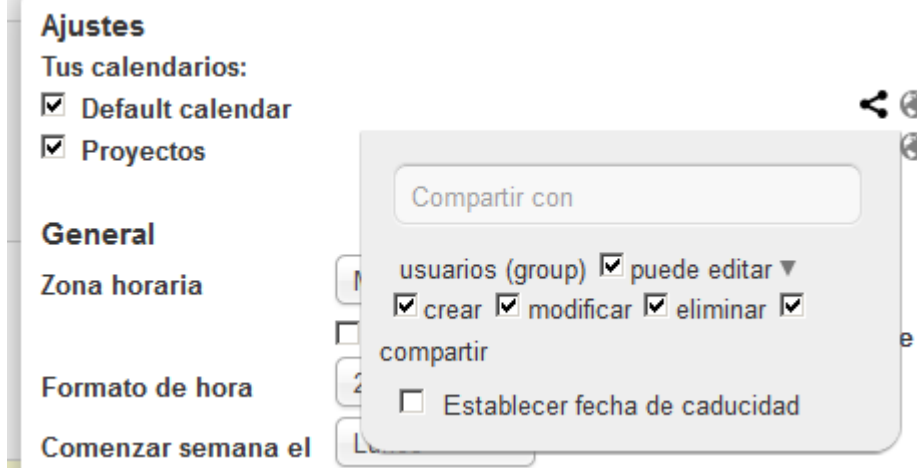 Ajustes
Tus calendarios:
Default calendar
Proyectos
Compartir con
usuarios (group) puede editar
crear modificar eliminar
compartir
Establecer fecha de caducidad
General
Zona horaria
Formato de hora
Comenzar semana el